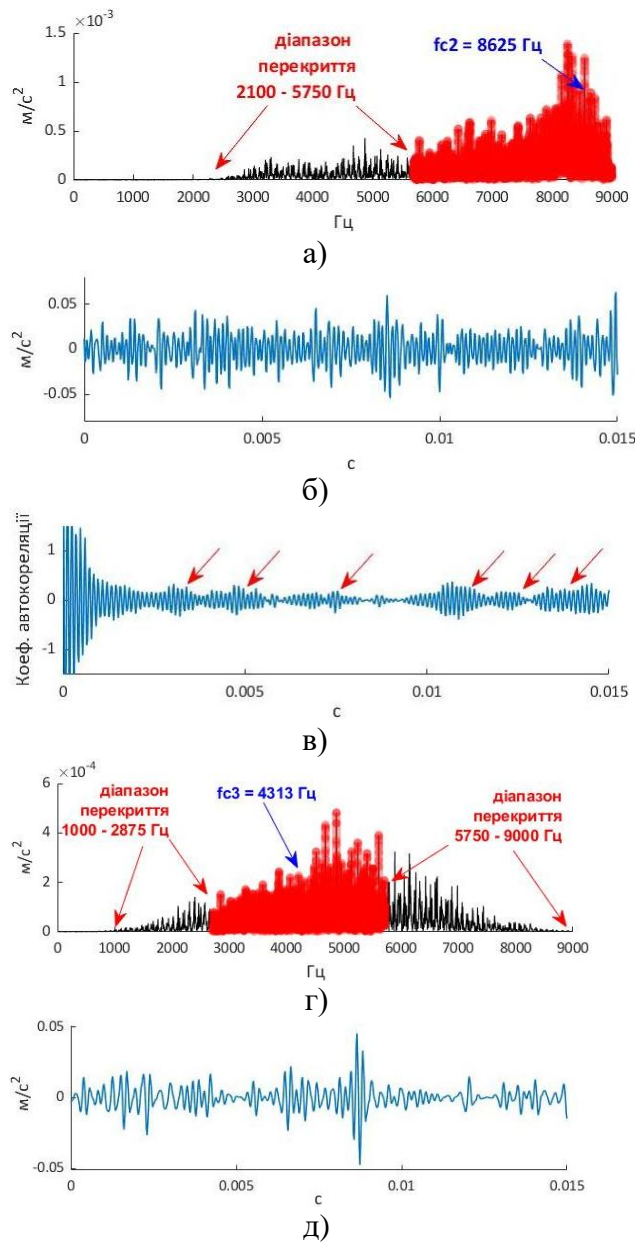 ×10⁻³
1.5
1
0.5
0
м/с²
діапазон
перекриття
2100 - 5750 Гц
fc2 = 8625 Гц
0 1000 2000 3000 4000 5000 6000 7000 8000 9000
Гц
а)
0.05
0
-0.05
м/с²
0 0.005 0.01 0.015
с
б)
1
0
-1
Коеф. автокореляції
0 0.005 0.01 0.015
с
в)
×10⁻⁴
6
4
2
0
м/с²
діапазон
перекриття
1000 - 2875 Гц
fc3 = 4313 Гц
діапазон
перекриття
5750 - 9000 Гц
0 1000 2000 3000 4000 5000 6000 7000 8000 9000
Гц
г)
0.05
0
-0.05
м/с²
0 0.005 0.01 0.015
с
д)